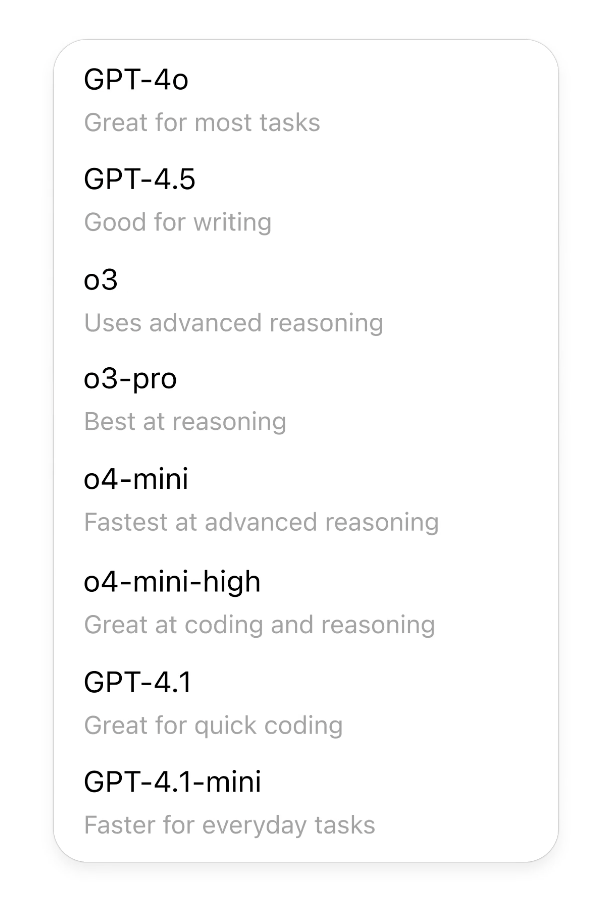 GPT-4o
Great for most tasks
GPT-4.5
Good for writing
o3
Uses advanced reasoning
o3-pro
Best at reasoning
o4-mini
Fastest at advanced reasoning
o4-mini-high
Great at coding and reasoning
GPT-4.1
Great for quick coding
GPT-4.1-mini
Faster for everyday tasks